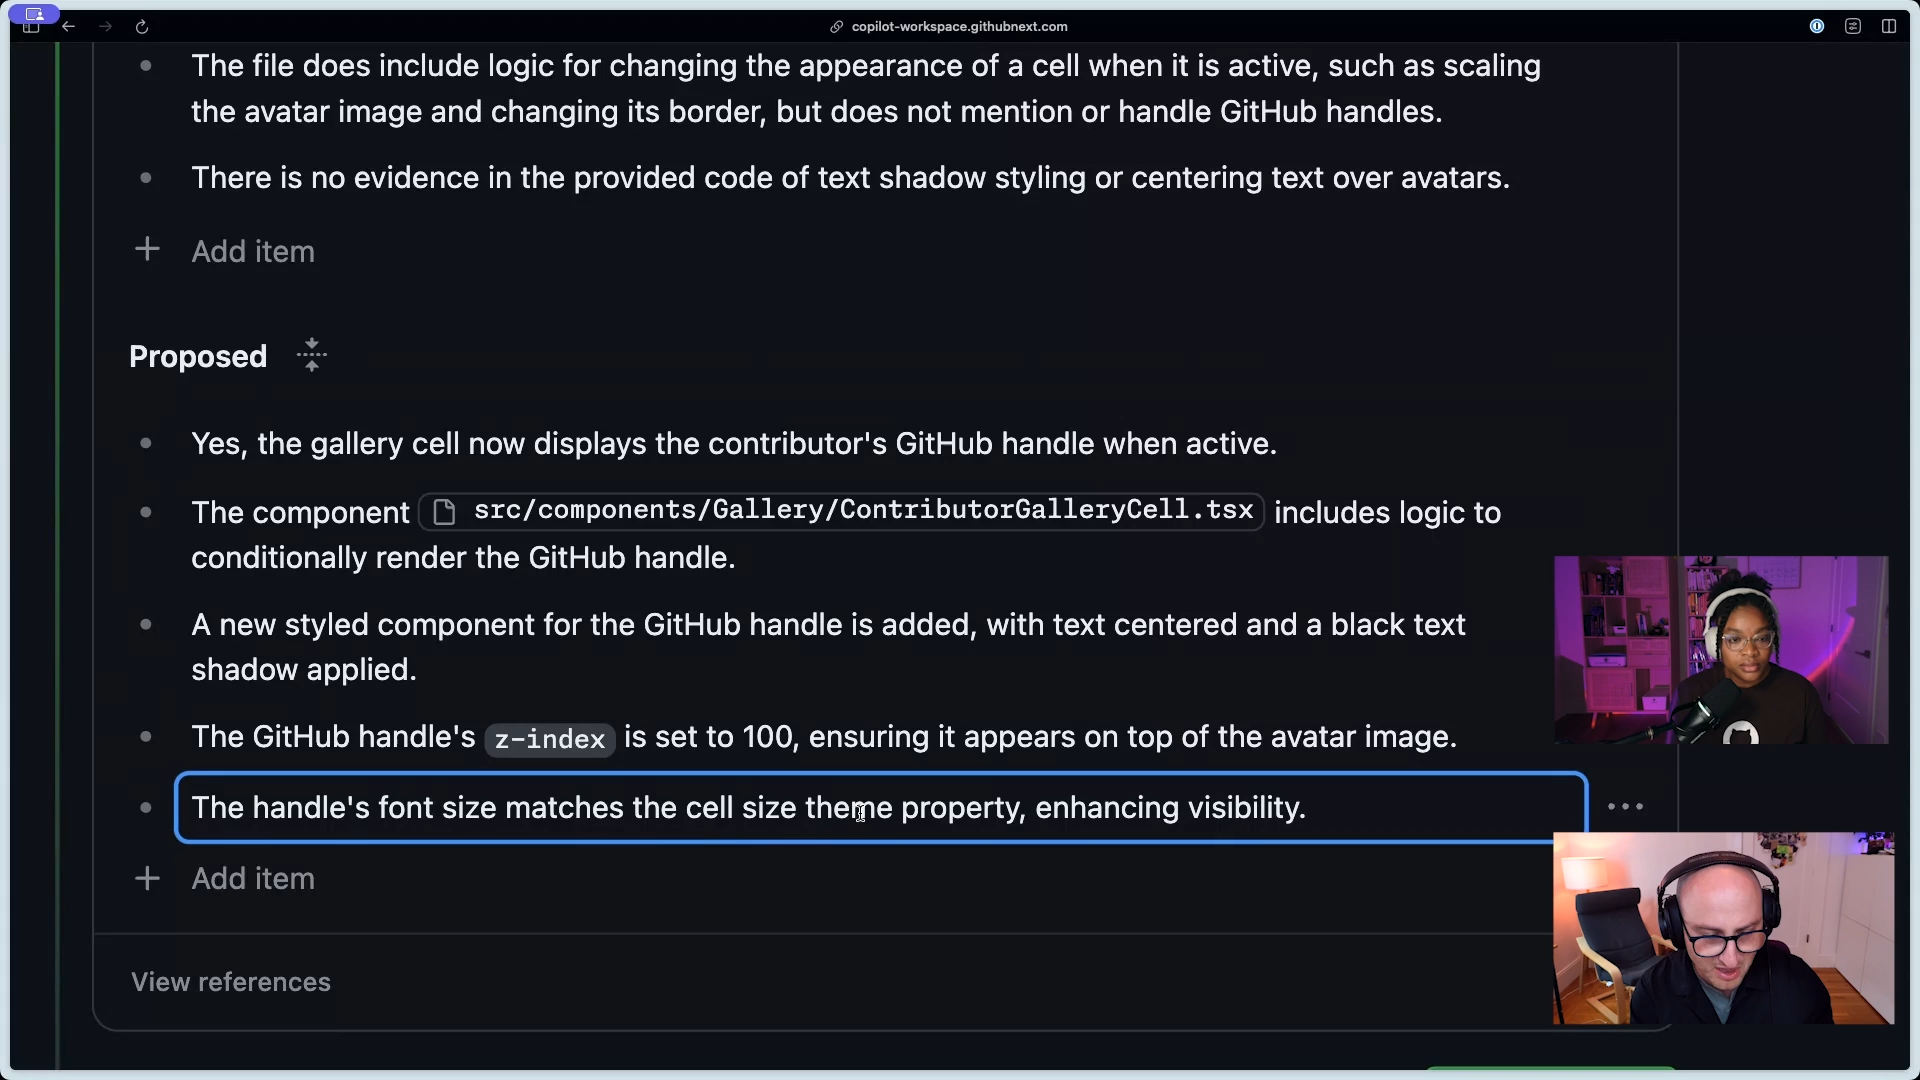 copilot-workspace.githubnext.com
The file does include logic for changing the appearance of a cell when it is active, such as scaling
the avatar image and changing its border, but does not mention or handle GitHub handles.
There is no evidence in the provided code of text shadow styling or centering text over avatars.
Add item
Proposed
Yes, the gallery cell now displays the contributor's GitHub handle when active.
The component src/components/Gallery/ContributorGalleryCell.tsx includes logic to
conditionally render the GitHub handle.
A new styled component for the GitHub handle is added, with text centered and a black text
shadow applied.
The GitHub handle's z-index is set to 100, ensuring it appears on top of the avatar image.
The handle's font size matches the cell size theme property, enhancing visibility.
Add item
View references